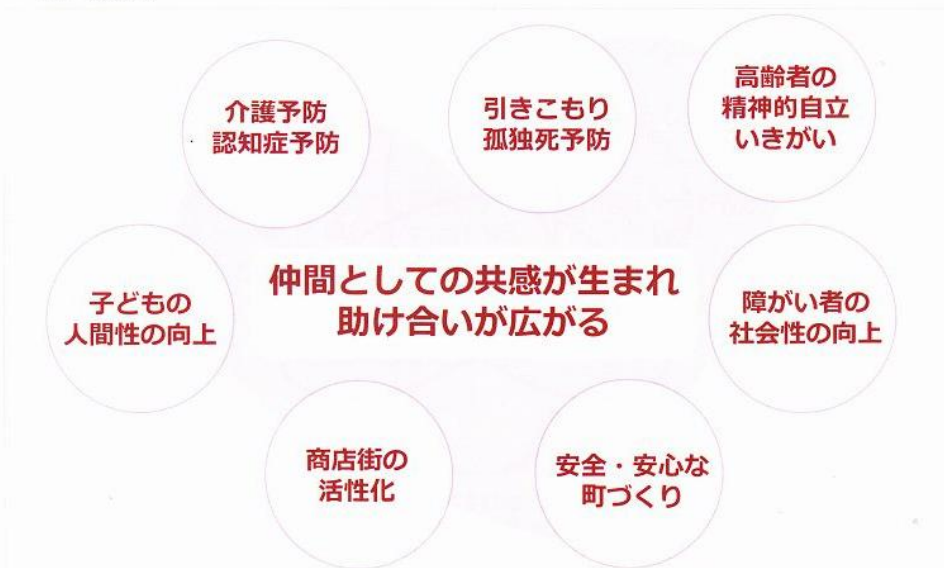 介護予防
認知症予防
引きこもり
孤独死予防
高齢者の
精神的自立
いきがい
子どもの
人間性の向上
仲間としての共感が生まれ
助け合いが広がる
障がい者の
社会性の向上
商店街の
活性化
安全・安心な
町づくり